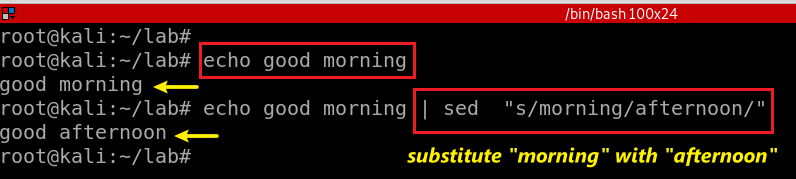 /bin/bash 100x24
root@kali:~/lab#
root@kali:~/lab# echo good morning
good morning
root@kali:~/lab# echo good morning | sed  "s/morning/afternoon/"
good afternoon
root@kali:~/lab#
substitute "morning" with "afternoon"